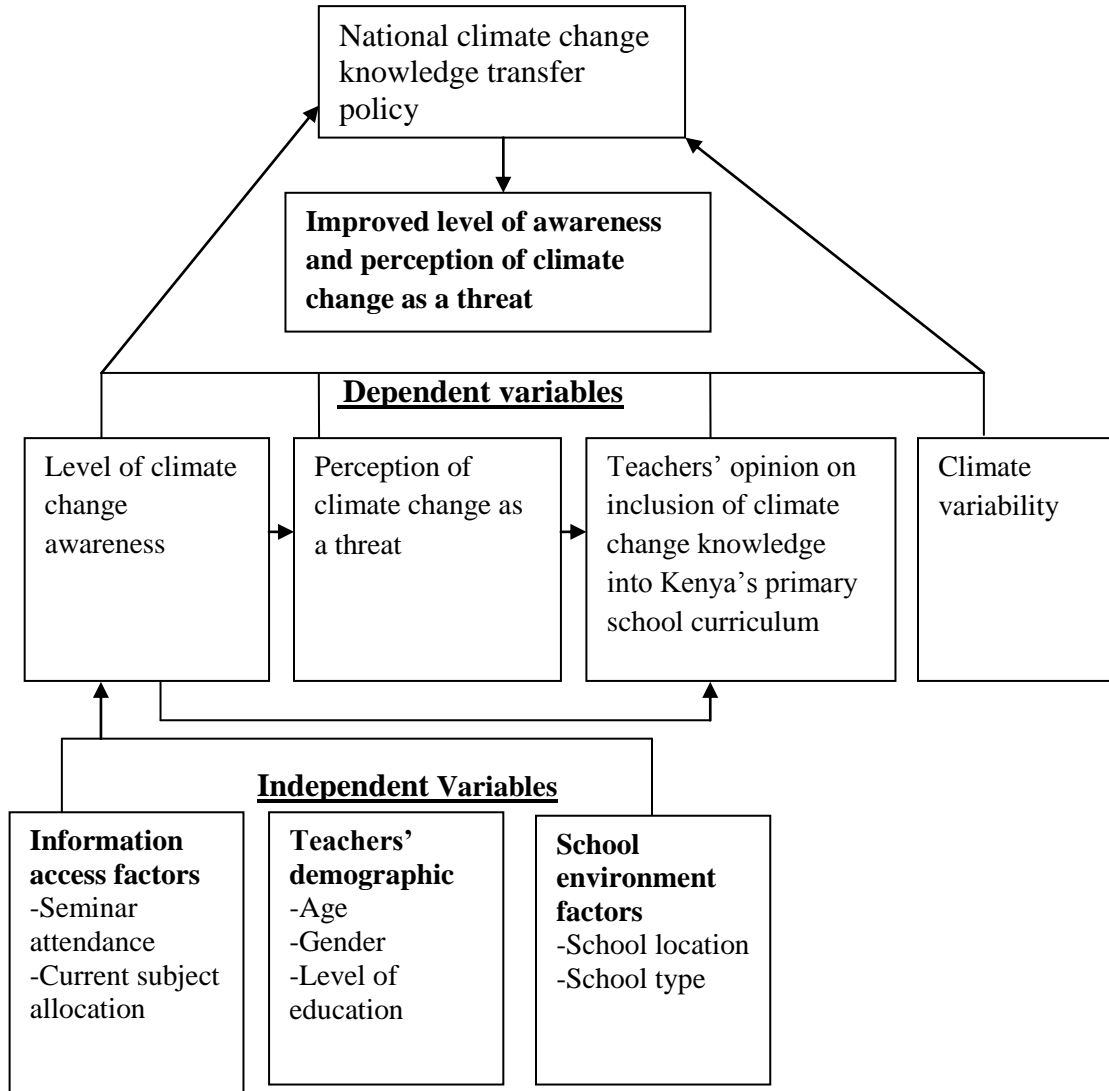 National climate change
knowledge transfer
policy
Improved level of awareness
and perception of climate
change as a threat
Dependent variables
Level of climate
change
awareness
Perception of
climate change as
a threat
Teachers’ opinion on
inclusion of climate
change knowledge
into Kenya’s primary
school curriculum
Climate
variability
Independent Variables
Information
access factors
-Seminar
attendance
-Current subject
allocation
Teachers’
demographic
-Age
-Gender
-Level of
education
School
environment
factors
-School location
-School type